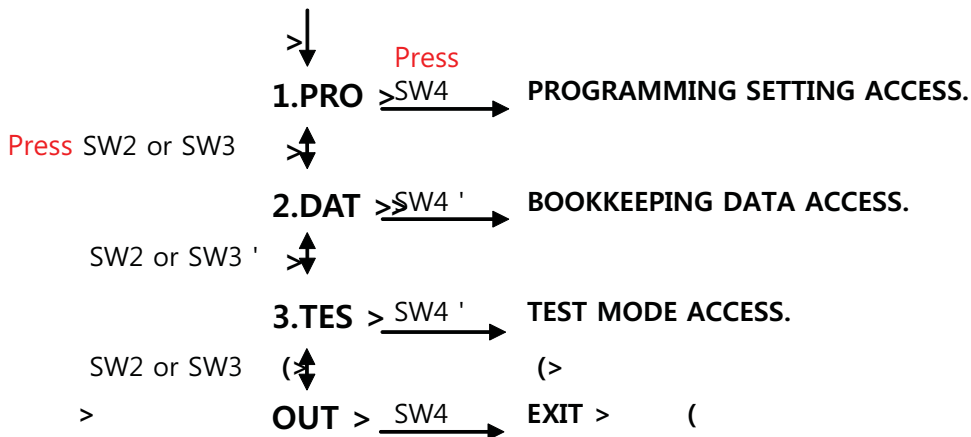 >
Press
1.PRO > SW4 PROGRAMMING SETTING ACCESS.
Press SW2 or SW3 >
2.DAT >> SW4 ' BOOKKEEPING DATA ACCESS.
SW2 or SW3 ' >
3.TES > SW4 ' TEST MODE ACCESS.
SW2 or SW3 (> (>
> OUT > SW4 EXIT > (